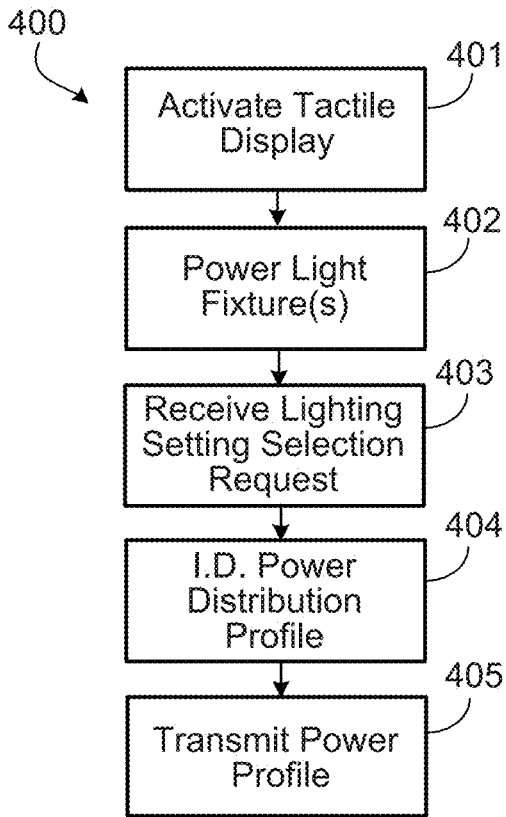 400
401
Activate Tactile
Display
402
Power Light
Fixture(s)
403
Receive Lighting
Setting Selection
Request
404
I.D. Power
Distribution
Profile
405
Transmit Power
Profile